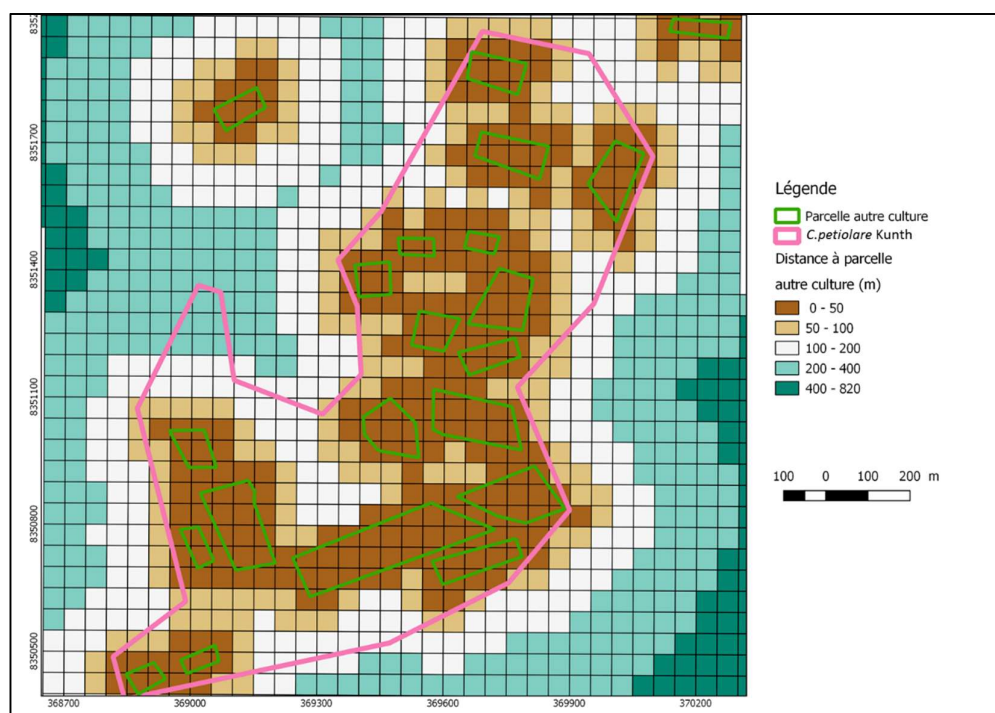 8352
8351700
8351400
8351100
8350800
8350500
368700 369000 369300 369600 369900 370200
Légende
Parcelle autre culture
C.petiolare Kunth
Distance à parcelle
autre culture (m)
0 - 50
50 - 100
100 - 200
200 - 400
400 - 820
100 0 100 200 m